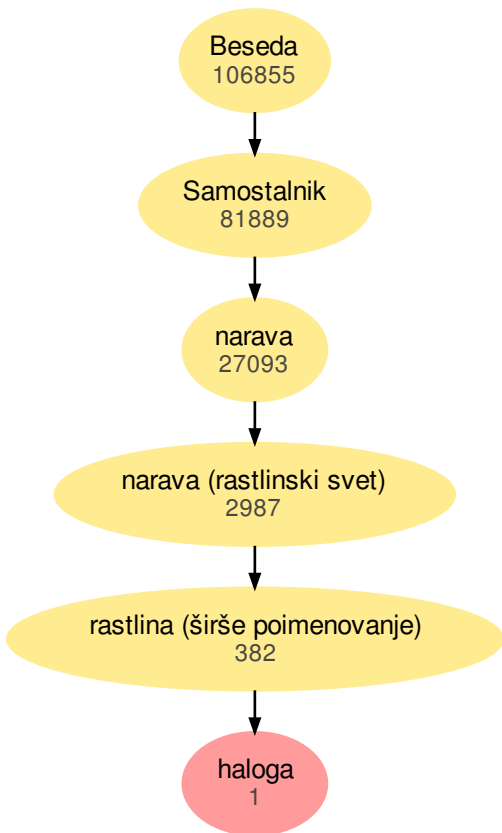 Beseda
106855
Samostalnik
81889
narava
27093
narava (rastlinski svet)
2987
rastlina (širše poimenovanje)
382
haloga
1